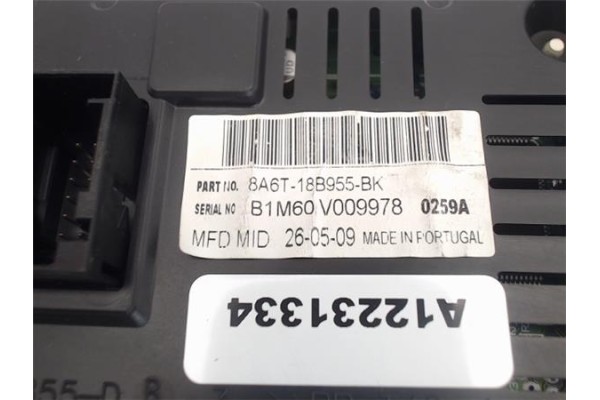 PART NO. 8A6T-18B955-BK
SERIAL NO B1M60 V009978 0259A
MFD MID 26-05-09 MADE IN PORTUGAL
A12231334